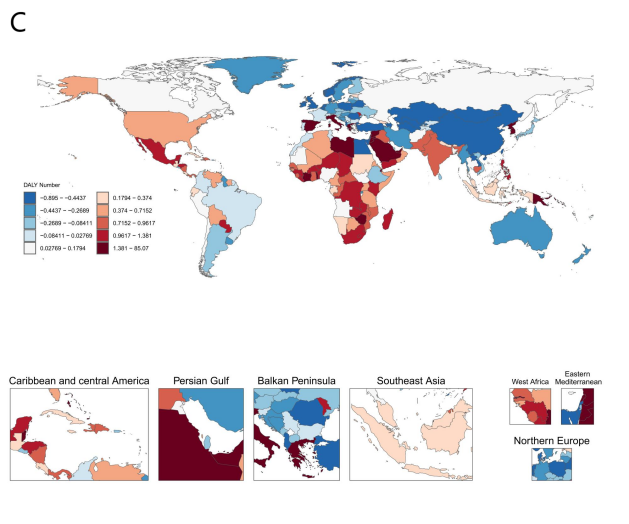 C
DALY Number
−0.895 − −0.4437
−0.4437 − −0.2689
−0.2689 − −0.08411
−0.08411 − 0.02769
0.02769 − 0.1794
0.1794 − 0.374
0.374 − 0.7152
0.7152 − 0.9617
0.9617 − 1.381
1.381 − 85.07
Caribbean and central America
Persian Gulf
Balkan Peninsula
Southeast Asia
West Africa
Eastern
Mediterranean
Northern Europe